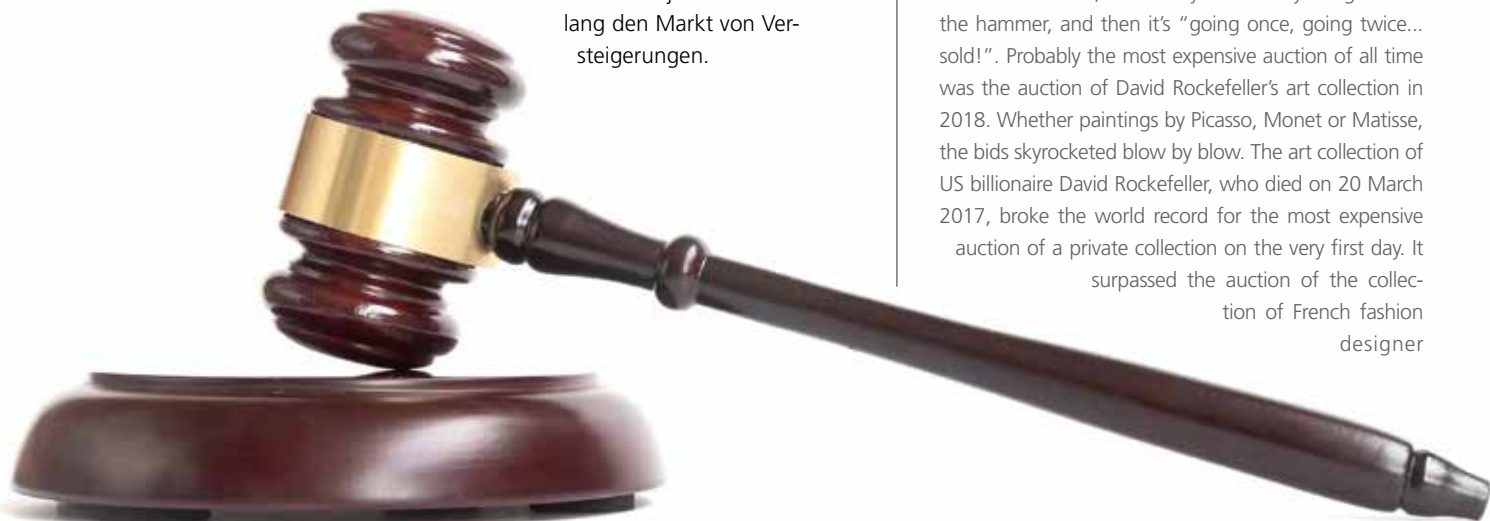 lang den Markt von Ver-
steigerungen.
the hammer, and then it’s “going once, going twice...
sold!”. Probably the most expensive auction of all time
was the auction of David Rockefeller’s art collection in
2018. Whether paintings by Picasso, Monet or Matisse,
the bids skyrocketed blow by blow. The art collection of
US billionaire David Rockefeller, who died on 20 March
2017, broke the world record for the most expensive
auction of a private collection on the very first day. It
surpassed the auction of the collec-
tion of French fashion
designer